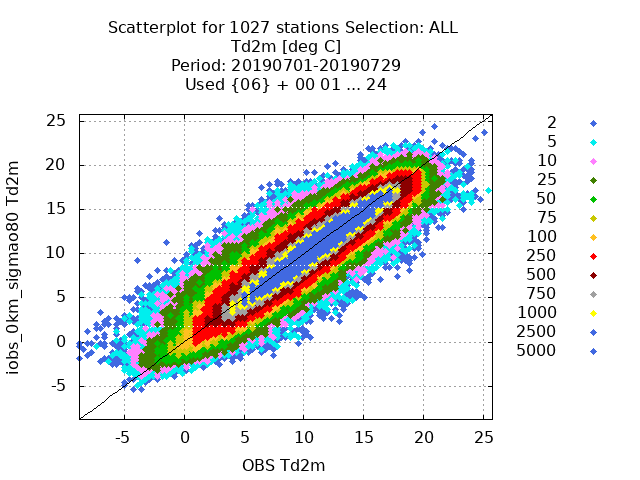 Scatterplot for 1027 stations Selection: ALL
Td2m [deg C]
Period: 20190701-20190729
Used {06} + 00 01 ... 24
iobs_0km_sigmao80 Td2m
25
20
15
10
5
0
-5
-5 0 5 10 15 20 25
OBS Td2m
2
5
10
25
50
75
100
250
500
750
1000
2500
5000